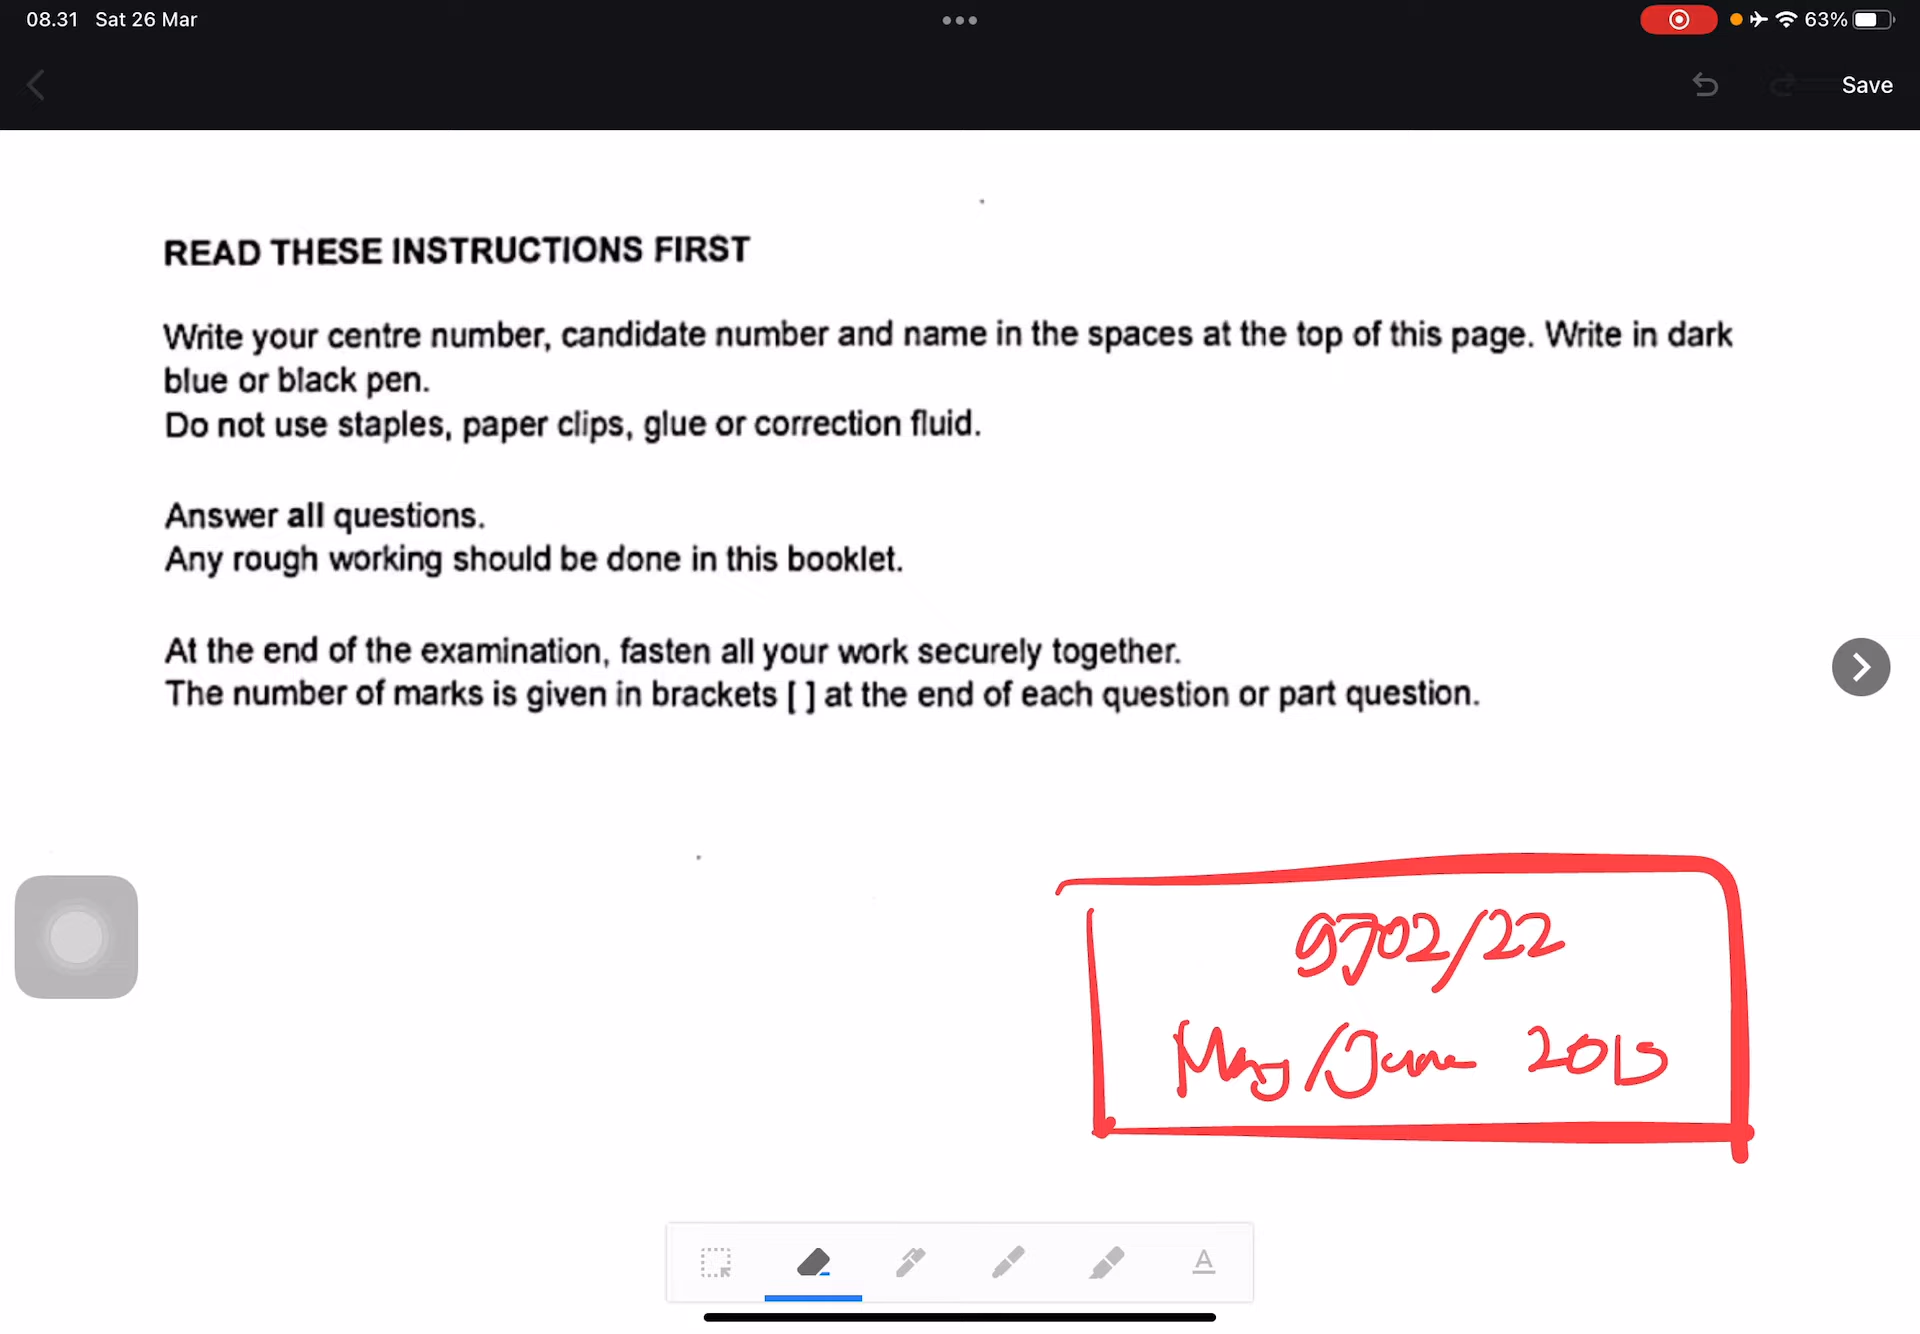 08.31 Sat 26 Mar
63%
Save
READ THESE INSTRUCTIONS FIRST
Write your centre number, candidate number and name in the spaces at the top of this page. Write in dark
blue or black pen.
Do not use staples, paper clips, glue or correction fluid.
Answer all questions.
Any rough working should be done in this booklet.
At the end of the examination, fasten all your work securely together.
The number of marks is given in brackets [ ] at the end of each question or part question.
9702/22
May/June 2015
A